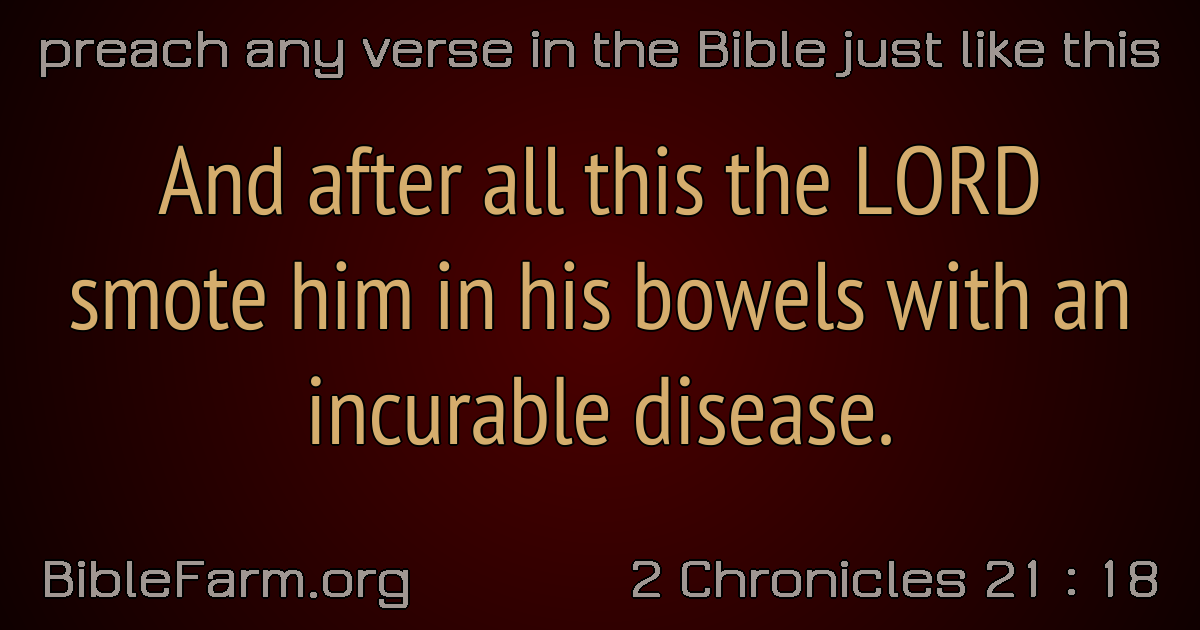 preach any verse in the Bible just like this
And after all this the LORD
smote him in his bowels with an
incurable disease.
BibleFarm.org
2 Chronicles 21 : 18